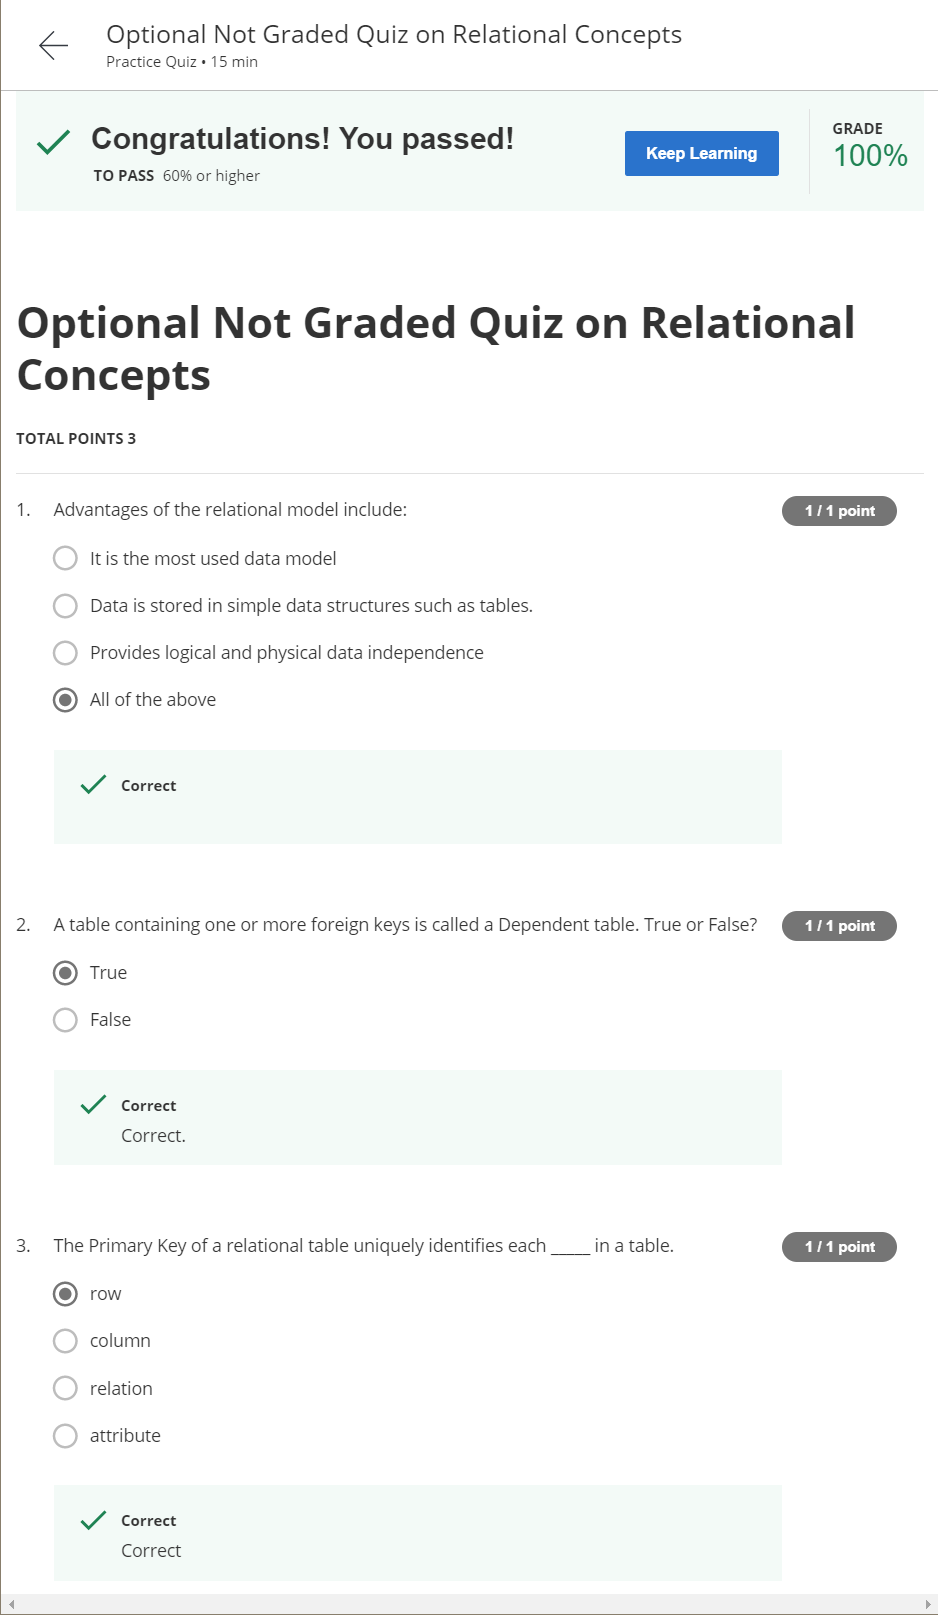 Optional Not Graded Quiz on Relational Concepts
Practice Quiz • 15 min
Congratulations! You passed!
TO PASS 60% or higher
Keep Learning
GRADE
100%
Optional Not Graded Quiz on Relational
Concepts
TOTAL POINTS 3
1. Advantages of the relational model include:
1 / 1 point
It is the most used data model
Data is stored in simple data structures such as tables.
Provides logical and physical data independence
All of the above
Correct
2. A table containing one or more foreign keys is called a Dependent table. True or False?
1 / 1 point
True
False
Correct
Correct.
3. The Primary Key of a relational table uniquely identifies each _____ in a table.
1 / 1 point
row
column
relation
attribute
Correct
Correct